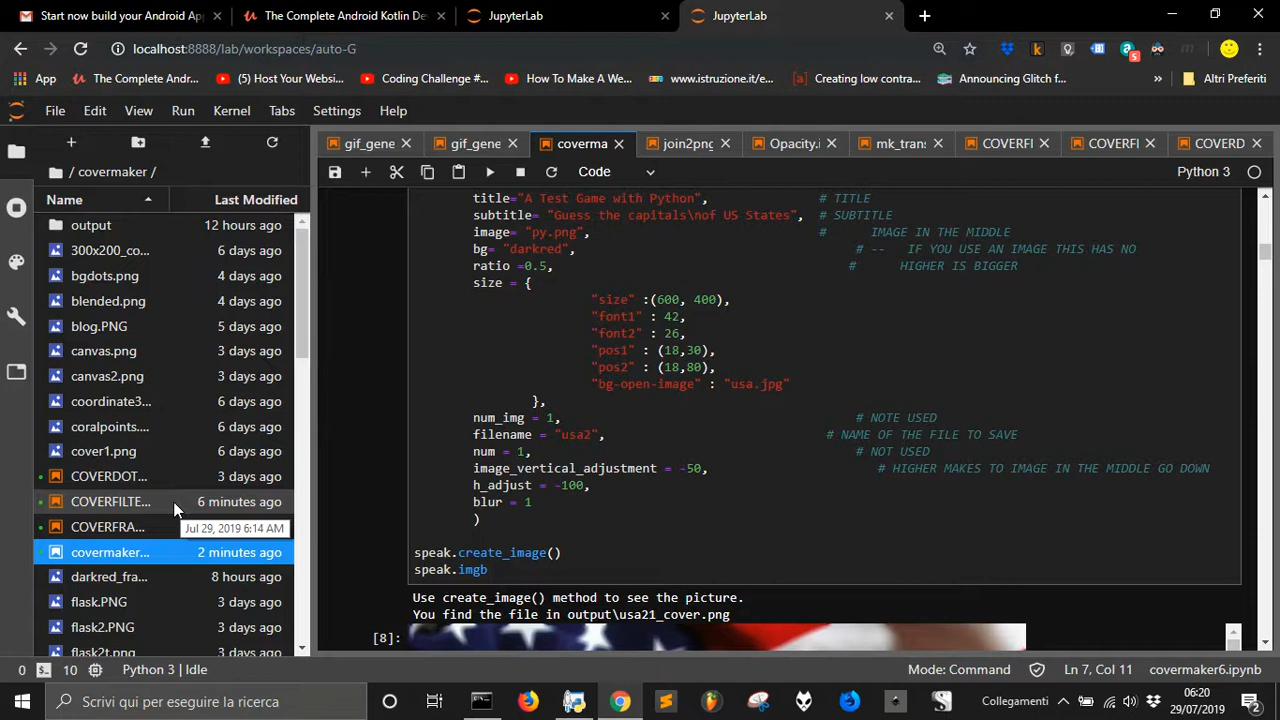 Start now build your Android Ap
The Complete Android Kotlin De
JupyterLab
JupyterLab
localhost:8888/lab/workspaces/auto-G
App
The Complete Andr...
(5) Host Your Websi...
Coding Challenge #...
How To Make A We...
www.istruzione.it/e...
Creating low contra...
Announcing Glitch f...
»
Altri Preferiti
File Edit View Run Kernel Tabs Settings Help
gif_gene
gif_gene
coverma
join2png
Opacity.i
mk_trans
COVERFI
COVERFI
COVERD
/ covermaker /
Code
Python 3
Name Last Modified
output 12 hours ago
300x200_co... 6 days ago
bgdots.png 4 days ago
blended.png 4 days ago
blog.PNG 5 days ago
canvas.png 3 days ago
canvas2.png 3 days ago
coordinate3... 6 days ago
coralpoints.... 6 days ago
cover1.png 6 days ago
COVERDOT... 3 days ago
COVERFILTE... 6 minutes ago
Jul 29, 2019 6:14 AM
COVERFRA...
covermaker... 2 minutes ago
darkred_fra... 8 hours ago
flask.PNG 3 days ago
flask2.PNG 3 days ago
flask2t.png 3 days ago
title="A Test Game with Python", # TITLE
subtitle= "Guess the capitals\nof US States", # SUBTITLE
image= "py.png", # IMAGE IN THE MIDDLE
bg= "darkred", # -- IF YOU USE AN IMAGE THIS HAS NO
ratio =0.5, # HIGHER IS BIGGER
size = {
"size" :(600, 400),
"font1" : 42,
"font2" : 26,
"pos1" : (18,30),
"pos2" : (18,80),
"bg-open-image" : "usa.jpg"
},
num_img = 1, # NOTE USED
filename = "usa2", # NAME OF THE FILE TO SAVE
num = 1, # NOT USED
image_vertical_adjustment = -50, # HIGHER MAKES TO IMAGE IN THE MIDDLE GO DOWN
h_adjust = -100,
blur = 1
)
speak.create_image()
speak.imgb
Use create_image() method to see the picture.
You find the file in output\usa21_cover.png
[8]:
0 10 Python 3 | Idle
Mode: Command Ln 7, Col 11 covermaker6.ipynb
Scrivi qui per eseguire la ricerca
Collegamenti
06:20
29/07/2019
2